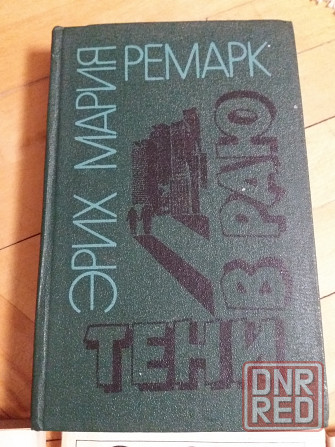 ЭРИХ МАРИЯ
РЕМАРК
ТЕНИ
В РАЮ
DNR
RED